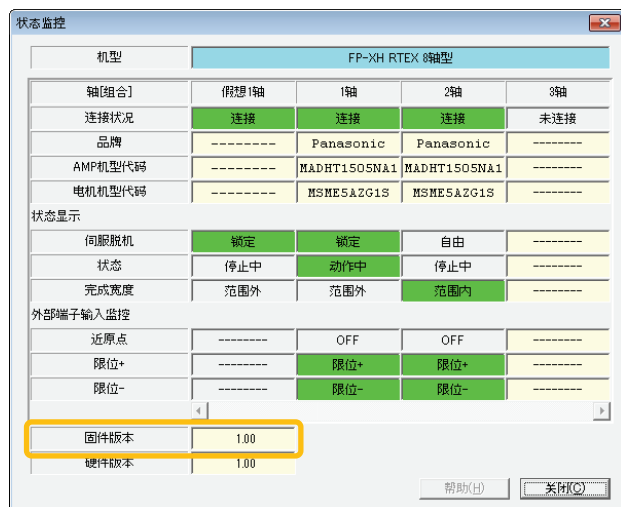 状态监控
机型 FP-XH RTEX 8轴型
轴[组合] 假想1轴 1轴 2轴 3轴
连接状况 连接 连接 连接 未连接
品牌 -------- Panasonic Panasonic --------
AMP机型代码 -------- MADHT1505NA1 MADHT1505NA1 --------
电机机型代码 -------- MSME5AZG1S MSME5AZG1S --------
状态显示
伺服脱机 锁定 锁定 自由 --------
状态 停止中 动作中 停止中 --------
完成宽度 范围外 范围外 范围内 --------
外部端子输入监控
近原点 -------- OFF OFF --------
限位+ -------- 限位+ 限位+ --------
限位- -------- 限位- 限位- --------
固件版本 1.00
硬件版本 1.00
帮助(H) 关闭(C)